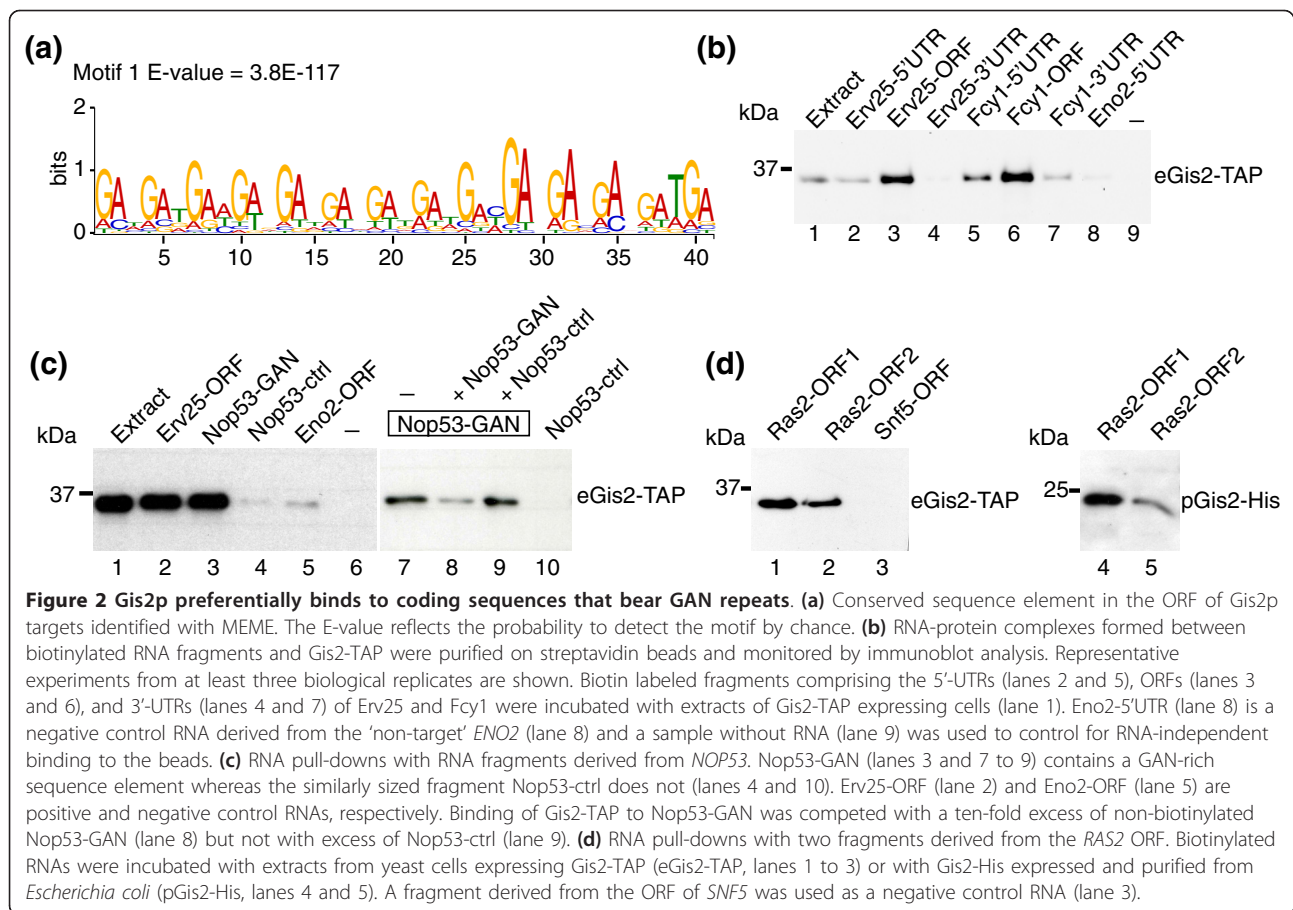 (a)
Motif 1 E-value = 3.8E-117
2
1
0
bits
5 10 15 20 25 30 35 40
(b)
Extract Erv25-5'UTR Erv25-ORF Erv25-3'UTR Fcy1-5'UTR Fcy1-ORF Fcy1-3'UTR Eno2-5'UTR –
kDa
37
eGis2-TAP
1 2 3 4 5 6 7 8 9
(c)
Extract Erv25-ORF Nop53-GAN Nop53-ctrl Eno2-ORF –
– + Nop53-GAN + Nop53-ctrl Nop53-ctrl
Nop53-GAN
kDa
37
eGis2-TAP
1 2 3 4 5 6 7 8 9 10
(d)
Ras2-ORF1 Ras2-ORF2 Snf5-ORF
kDa
37
eGis2-TAP
1 2 3
Ras2-ORF1 Ras2-ORF2
kDa
25
pGis2-His
4 5
Figure 2 Gis2p preferentially binds to coding sequences that bear GAN repeats. (a) Conserved sequence element in the ORF of Gis2p
targets identified with MEME. The E-value reflects the probability to detect the motif by chance. (b) RNA-protein complexes formed between
biotinylated RNA fragments and Gis2-TAP were purified on streptavidin beads and monitored by immunoblot analysis. Representative
experiments from at least three biological replicates are shown. Biotin labeled fragments comprising the 5'-UTRs (lanes 2 and 5), ORFs (lanes 3
and 6), and 3'-UTRs (lanes 4 and 7) of Erv25 and Fcy1 were incubated with extracts of Gis2-TAP expressing cells (lane 1). Eno2-5'UTR (lane 8) is a
negative control RNA derived from the 'non-target' ENO2 (lane 8) and a sample without RNA (lane 9) was used to control for RNA-independent
binding to the beads. (c) RNA pull-downs with RNA fragments derived from NOP53. Nop53-GAN (lanes 3 and 7 to 9) contains a GAN-rich
sequence element whereas the similarly sized fragment Nop53-ctrl does not (lanes 4 and 10). Erv25-ORF (lane 2) and Eno2-ORF (lane 5) are
positive and negative control RNAs, respectively. Binding of Gis2-TAP to Nop53-GAN was competed with a ten-fold excess of non-biotinylated
Nop53-GAN (lane 8) but not with excess of Nop53-ctrl (lane 9). (d) RNA pull-downs with two fragments derived from the RAS2 ORF. Biotinylated
RNAs were incubated with extracts from yeast cells expressing Gis2-TAP (eGis2-TAP, lanes 1 to 3) or with Gis2-His expressed and purified from
Escherichia coli (pGis2-His, lanes 4 and 5). A fragment derived from the ORF of SNF5 was used as a negative control RNA (lane 3).